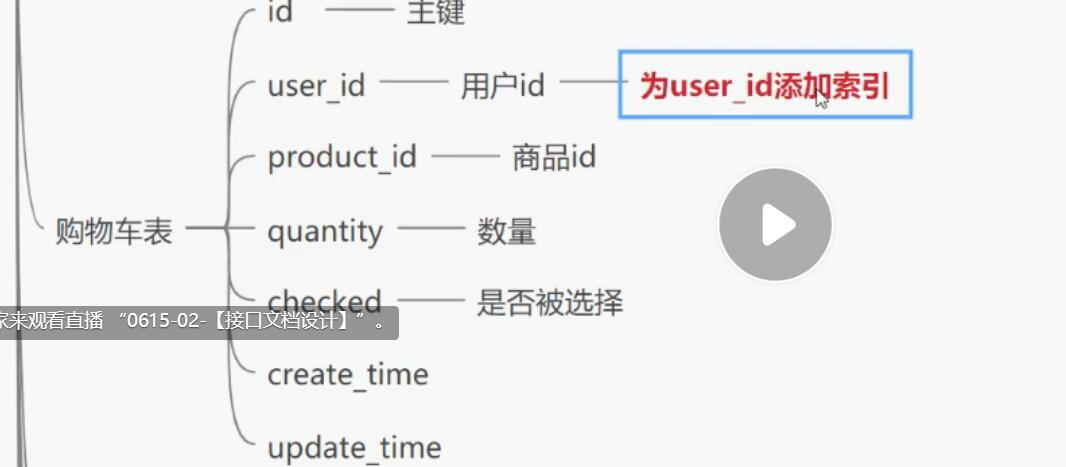 id 主键
user_id 用户id 为user_id添加索引
product_id 商品id
购物车表 quantity 数量
checked 是否被选择
家来观看直播 “0615-02-【接口文档设计】”。
create_time
update_time